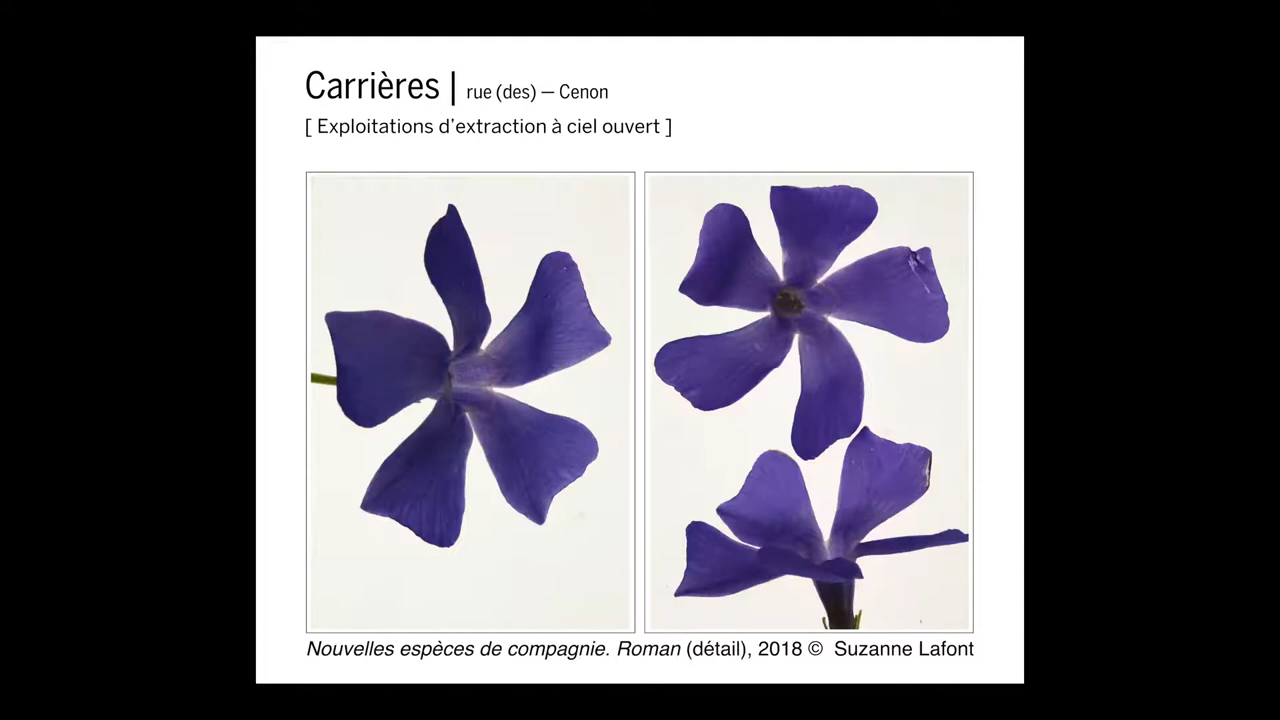 Carrières | rue (des) – Cenon
[ Exploitations d’extraction à ciel ouvert ]
Nouvelles espèces de compagnie. Roman (détail), 2018 © Suzanne Lafont